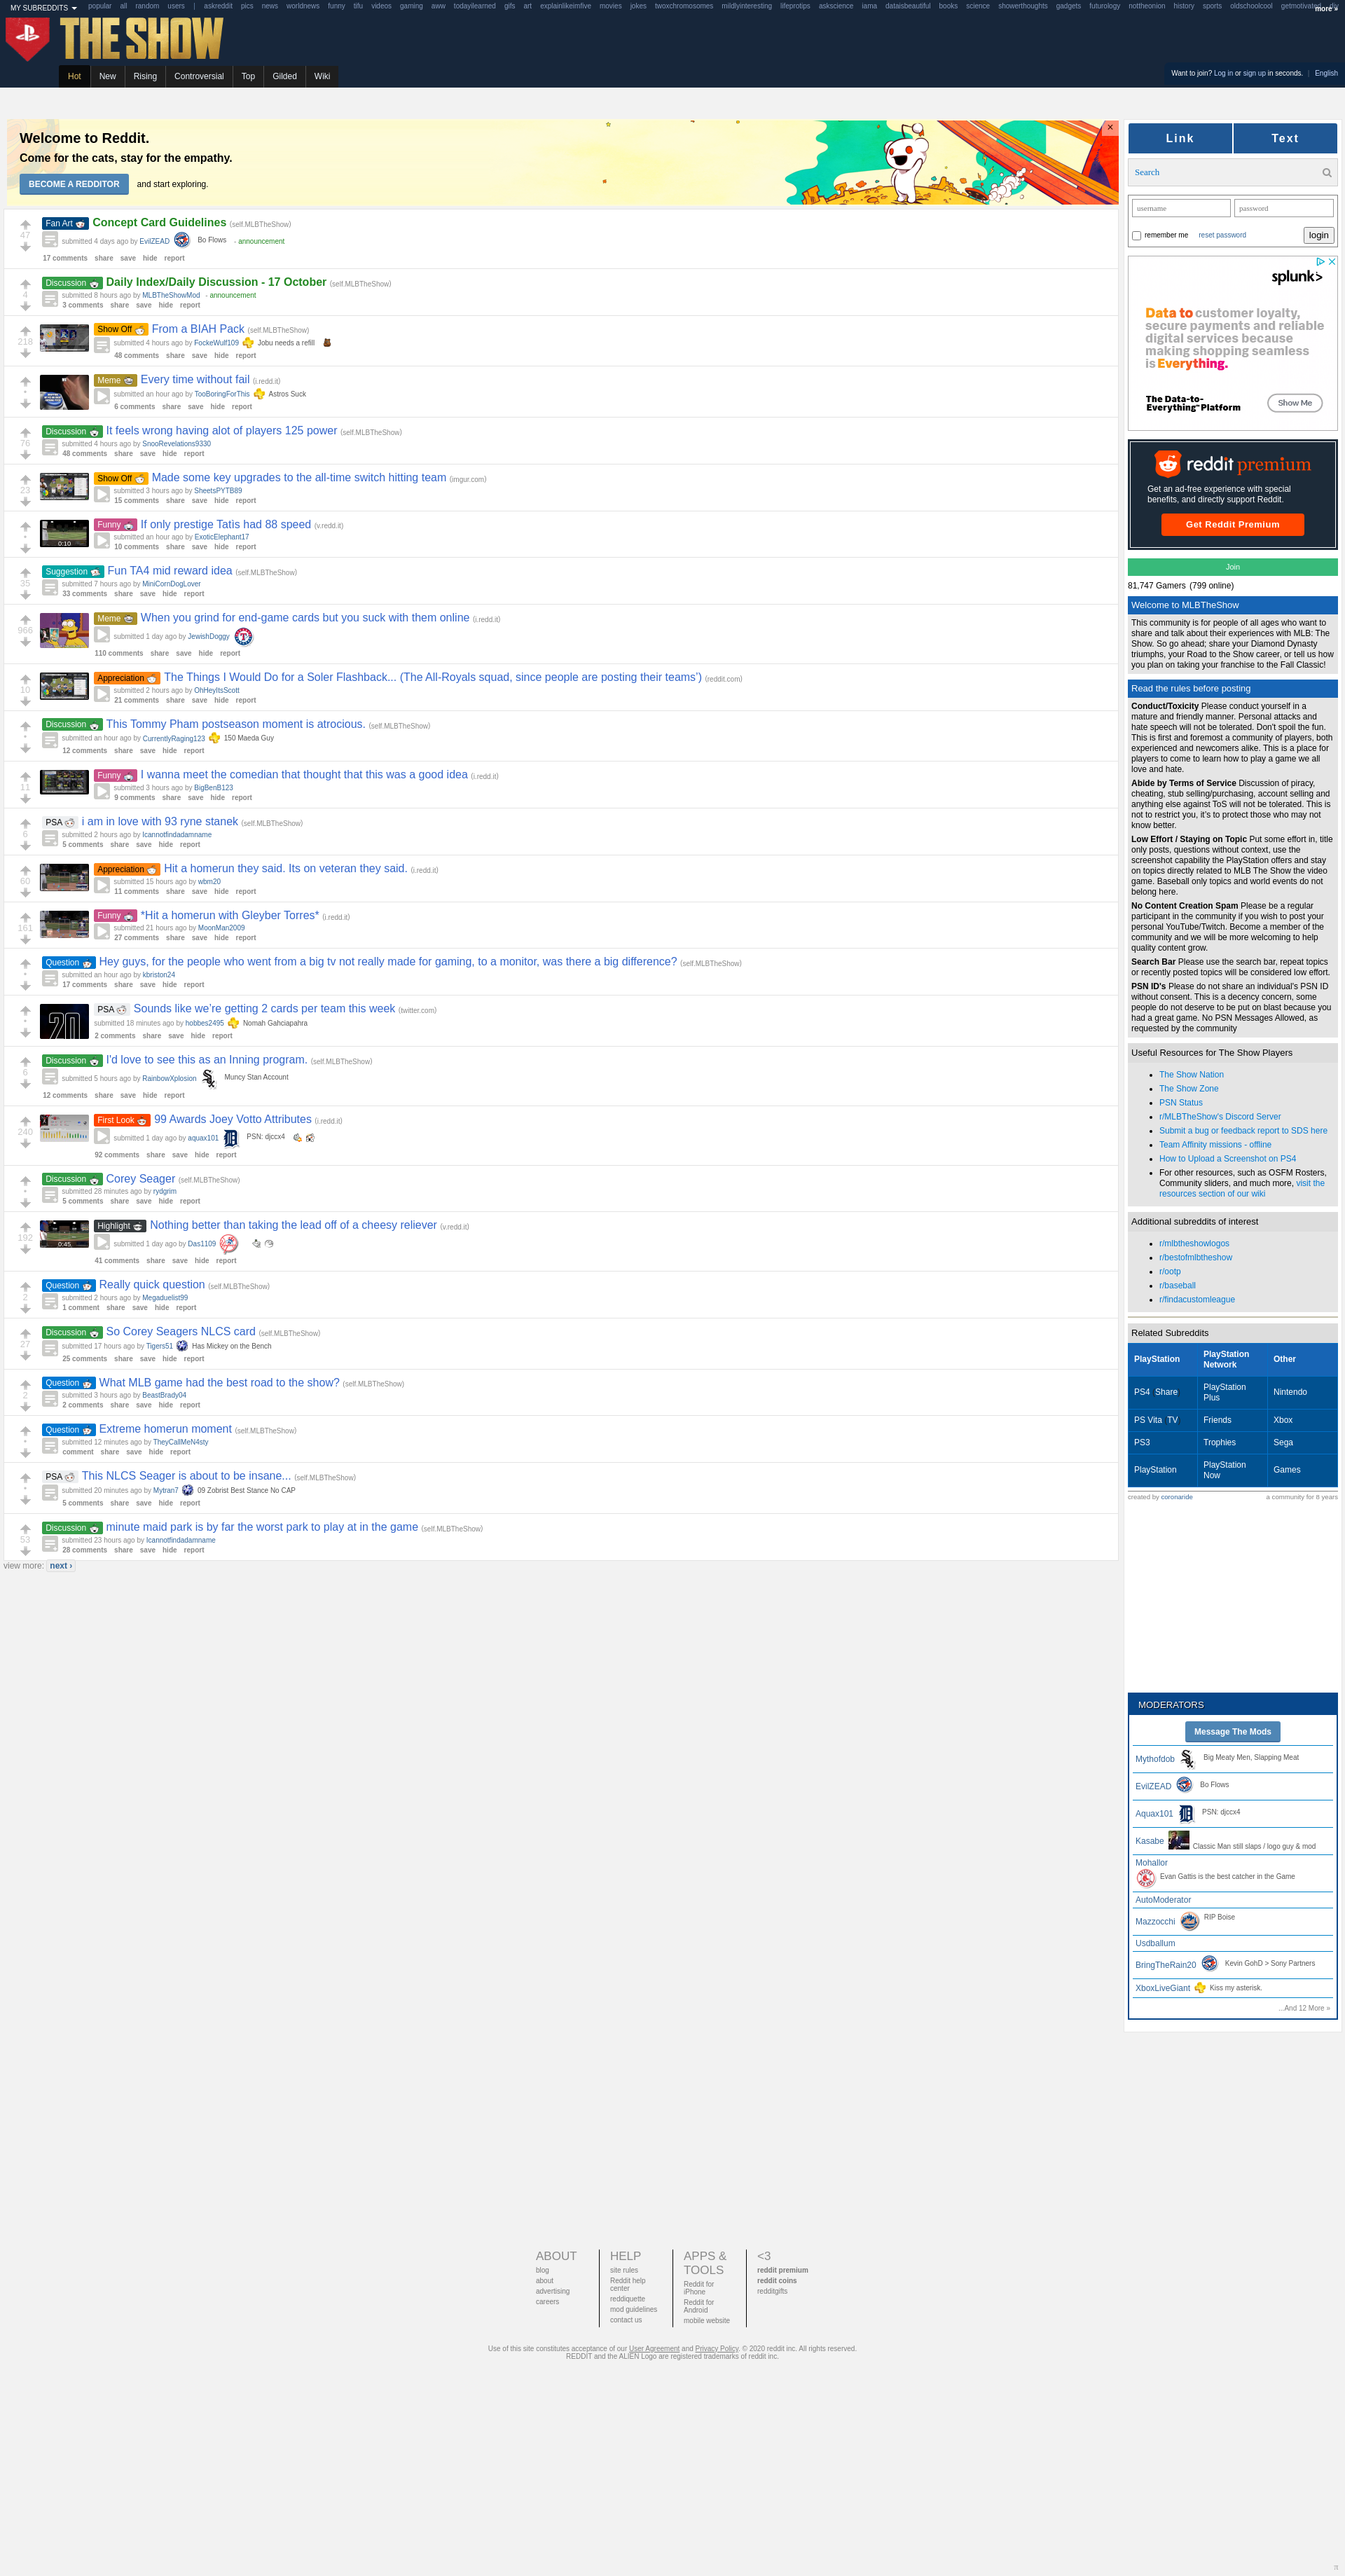 MY SUBREDDITS popular all random users | askreddit pics news worldnews funny tifu videos gaming aww todayilearned gifs art explainlikeimfive movies jokes twoxchromosomes mildlyinteresting lifeprotips askscience iama dataisbeautiful books science showerthoughts gadgets futurology nottheonion history sports oldschoolcool getmotivated
more »
THE SHOW
Hot New Rising Controversial Top Gilded Wiki
Want to join? Log in or sign up in seconds. | English
Welcome to Reddit.
Come for the cats, stay for the empathy.
BECOME A REDDITOR and start exploring.
×
47
Fan Art Concept Card Guidelines (self.MLBTheShow)
submitted 4 days ago by EvilZEAD Bo Flows - announcement
17 comments share save hide report
4
Discussion Daily Index/Daily Discussion - 17 October (self.MLBTheShow)
submitted 8 hours ago by MLBTheShowMod - announcement
3 comments share save hide report
218
Show Off From a BIAH Pack (self.MLBTheShow)
submitted 4 hours ago by FockeWulf109 Jobu needs a refill
48 comments share save hide report
•
Meme Every time without fail (i.redd.it)
submitted an hour ago by TooBoringForThis Astros Suck
6 comments share save hide report
76
Discussion It feels wrong having alot of players 125 power (self.MLBTheShow)
submitted 4 hours ago by SnooRevelations9330
48 comments share save hide report
23
Show Off Made some key upgrades to the all-time switch hitting team (imgur.com)
submitted 3 hours ago by SheetsPYTB89
15 comments share save hide report
•
0:10
Funny If only prestige Tatis had 88 speed (v.redd.it)
submitted an hour ago by ExoticElephant17
10 comments share save hide report
35
Suggestion Fun TA4 mid reward idea (self.MLBTheShow)
submitted 7 hours ago by MiniCornDogLover
33 comments share save hide report
966
Meme When you grind for end-game cards but you suck with them online (i.redd.it)
submitted 1 day ago by JewishDoggy
110 comments share save hide report
10
Appreciation The Things I Would Do for a Soler Flashback... (The All-Royals squad, since people are posting their teams') (reddit.com)
submitted 2 hours ago by OhHeyItsScott
21 comments share save hide report
•
Discussion This Tommy Pham postseason moment is atrocious. (self.MLBTheShow)
submitted an hour ago by CurrentlyRaging123 150 Maeda Guy
12 comments share save hide report
11
Funny I wanna meet the comedian that thought that this was a good idea (i.redd.it)
submitted 3 hours ago by BigBenB123
9 comments share save hide report
6
PSA i am in love with 93 ryne stanek (self.MLBTheShow)
submitted 2 hours ago by Icannotfindadamname
5 comments share save hide report
60
Appreciation Hit a homerun they said. Its on veteran they said. (i.redd.it)
submitted 15 hours ago by wbm20
11 comments share save hide report
161
Funny *Hit a homerun with Gleyber Torres* (i.redd.it)
submitted 21 hours ago by MoonMan2009
27 comments share save hide report
•
Question Hey guys, for the people who went from a big tv not really made for gaming, to a monitor, was there a big difference? (self.MLBTheShow)
submitted an hour ago by kbriston24
17 comments share save hide report
•
PSA Sounds like we're getting 2 cards per team this week (twitter.com)
submitted 18 minutes ago by hobbes2495 Nomah Gahciapahra
2 comments share save hide report
6
Discussion I'd love to see this as an Inning program. (self.MLBTheShow)
submitted 5 hours ago by RainbowXplosion Muncy Stan Account
12 comments share save hide report
240
First Look 99 Awards Joey Votto Attributes (i.redd.it)
submitted 1 day ago by aquax101 PSN: djccx4
92 comments share save hide report
•
Discussion Corey Seager (self.MLBTheShow)
submitted 28 minutes ago by rydgrim
5 comments share save hide report
192
0:45
Highlight Nothing better than taking the lead off of a cheesy reliever (v.redd.it)
submitted 1 day ago by Das1109
41 comments share save hide report
2
Question Really quick question (self.MLBTheShow)
submitted 2 hours ago by Megaduelist99
1 comment share save hide report
27
Discussion So Corey Seagers NLCS card (self.MLBTheShow)
submitted 17 hours ago by Tigers51 Has Mickey on the Bench
25 comments share save hide report
2
Question What MLB game had the best road to the show? (self.MLBTheShow)
submitted 3 hours ago by BeastBrady04
2 comments share save hide report
•
Question Extreme homerun moment (self.MLBTheShow)
submitted 12 minutes ago by TheyCallMeN4sty
comment share save hide report
•
PSA This NLCS Seager is about to be insane... (self.MLBTheShow)
submitted 20 minutes ago by Mytran7 09 Zobrist Best Stance No CAP
5 comments share save hide report
53
Discussion minute maid park is by far the worst park to play at in the game (self.MLBTheShow)
submitted 23 hours ago by Icannotfindadamname
28 comments share save hide report
view more: next ›
Link Text
Search
username password
remember me reset password login
splunk>
Data to customer loyalty,
secure payments and reliable
digital services because
making shopping seamless
is Everything.
The Data-to-
Everything™ Platform
Show Me
reddit premium
Get an ad-free experience with special
benefits, and directly support Reddit.
Get Reddit Premium
Join
81,747 Gamers (799 online)
Welcome to MLBTheShow
This community is for people of all ages who want to
share and talk about their experiences with MLB: The
Show. So go ahead; share your Diamond Dynasty
triumphs, your Road to the Show career, or tell us how
you plan on taking your franchise to the Fall Classic!
Read the rules before posting
Conduct/Toxicity Please conduct yourself in a
mature and friendly manner. Personal attacks and
hate speech will not be tolerated. Don't spoil the fun.
This is first and foremost a community of players, both
experienced and newcomers alike. This is a place for
players to come to learn how to play a game we all
love and hate.
Abide by Terms of Service Discussion of piracy,
cheating, stub selling/purchasing, account selling and
anything else against ToS will not be tolerated. This is
not to restrict you, it's to protect those who may not
know better.
Low Effort / Staying on Topic Put some effort in, title
only posts, questions without context, use the
screenshot capability the PlayStation offers and stay
on topics directly related to MLB The Show the video
game. Baseball only topics and world events do not
belong here.
No Content Creation Spam Please be a regular
participant in the community if you wish to post your
personal YouTube/Twitch. Become a member of the
community and we will be more welcoming to help
quality content grow.
Search Bar Please use the search bar, repeat topics
or recently posted topics will be considered low effort.
PSN ID's Please do not share an individual's PSN ID
without consent. This is a decency concern, some
people do not deserve to be put on blast because you
had a great game. No PSN Messages Allowed, as
requested by the community
Useful Resources for The Show Players
The Show Nation
The Show Zone
PSN Status
r/MLBTheShow's Discord Server
Submit a bug or feedback report to SDS here
Team Affinity missions - offline
How to Upload a Screenshot on PS4
For other resources, such as OSFM Rosters,
Community sliders, and much more, visit the
resources section of our wiki
Additional subreddits of interest
r/mlbtheshowlogos
r/bestofmlbtheshow
r/ootp
r/baseball
r/findacustomleague
Related Subreddits
PlayStation PlayStation Network Other
PS4 Share PlayStation Plus Nintendo
PS Vita TV Friends Xbox
PS3 Trophies Sega
PlayStation PlayStation Now Games
created by coronaride a community for 8 years
MODERATORS
Message The Mods
Mythofdob Big Meaty Men, Slapping Meat
EvilZEAD Bo Flows
Aquax101 PSN: djccx4
Kasabe Classic Man still slaps / logo guy & mod
Mohallor
Evan Gattis is the best catcher in the Game
AutoModerator
Mazzocchi RIP Boise
Usdballum
BringTheRain20 Kevin GohD > Sony Partners
XboxLiveGiant Kiss my asterisk.
...And 12 More »
ABOUT
blog
about
advertising
careers
HELP
site rules
Reddit help
center
reddiquette
mod guidelines
contact us
APPS &
TOOLS
Reddit for
iPhone
Reddit for
Android
mobile website
<3
reddit premium
reddit coins
redditgifts
Use of this site constitutes acceptance of our User Agreement and Privacy Policy. © 2020 reddit inc. All rights reserved.
REDDIT and the ALIEN Logo are registered trademarks of reddit inc.
π